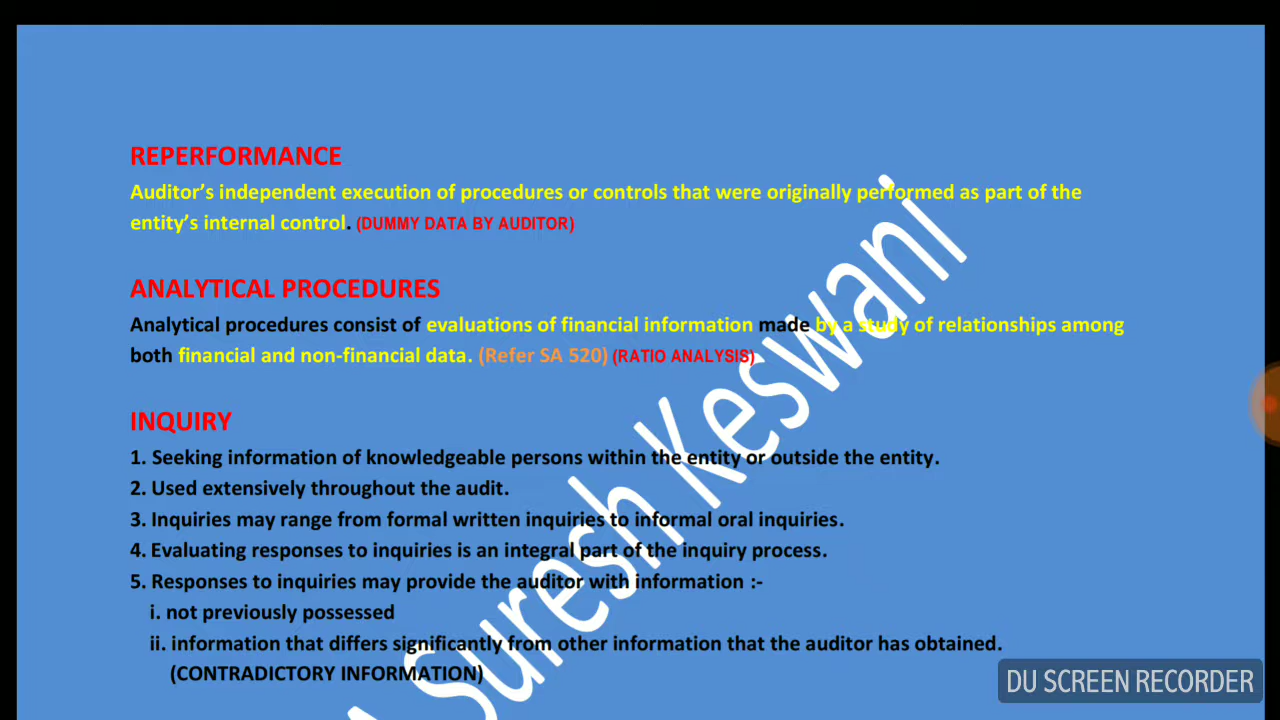 REPERFORMANCE
Auditor’s independent execution of procedures or controls that were originally performed as part of the
entity’s internal control. (DUMMY DATA BY AUDITOR)
ANALYTICAL PROCEDURES
Analytical procedures consist of evaluations of financial information made by a study of relationships among
both financial and non-financial data. (Refer SA 520) (RATIO ANALYSIS)
INQUIRY
1. Seeking information of knowledgeable persons within the entity or outside the entity.
2. Used extensively throughout the audit.
3. Inquiries may range from formal written inquiries to informal oral inquiries.
4. Evaluating responses to inquiries is an integral part of the inquiry process.
5. Responses to inquiries may provide the auditor with information :-
i. not previously possessed
ii. information that differs significantly from other information that the auditor has obtained.
(CONTRADICTORY INFORMATION)
Suresh Keswani
DU SCREEN RECORDER